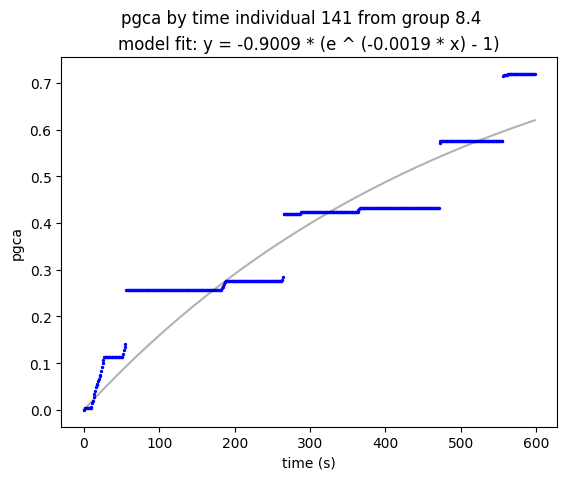 pgca by time individual 141 from group 8.4
model fit: y = -0.9009 * (e ^ (-0.0019 * x) - 1)
0.7
0.6
0.5
0.4
0.3
0.2
0.1
0.0
pgca
0 100 200 300 400 500 600
time (s)